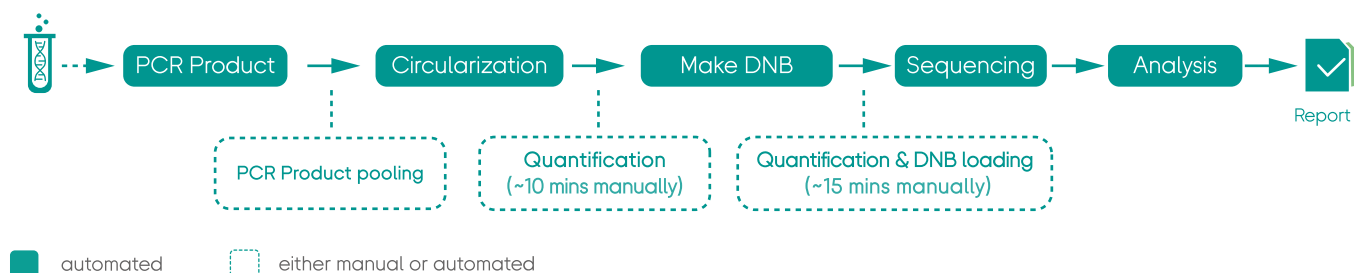 PCR Product
Circularization
Make DNB
Sequencing
Analysis
Report
PCR Product pooling
Quantification
(~10 mins manually)
Quantification & DNB loading
(~15 mins manually)
automated
either manual or automated